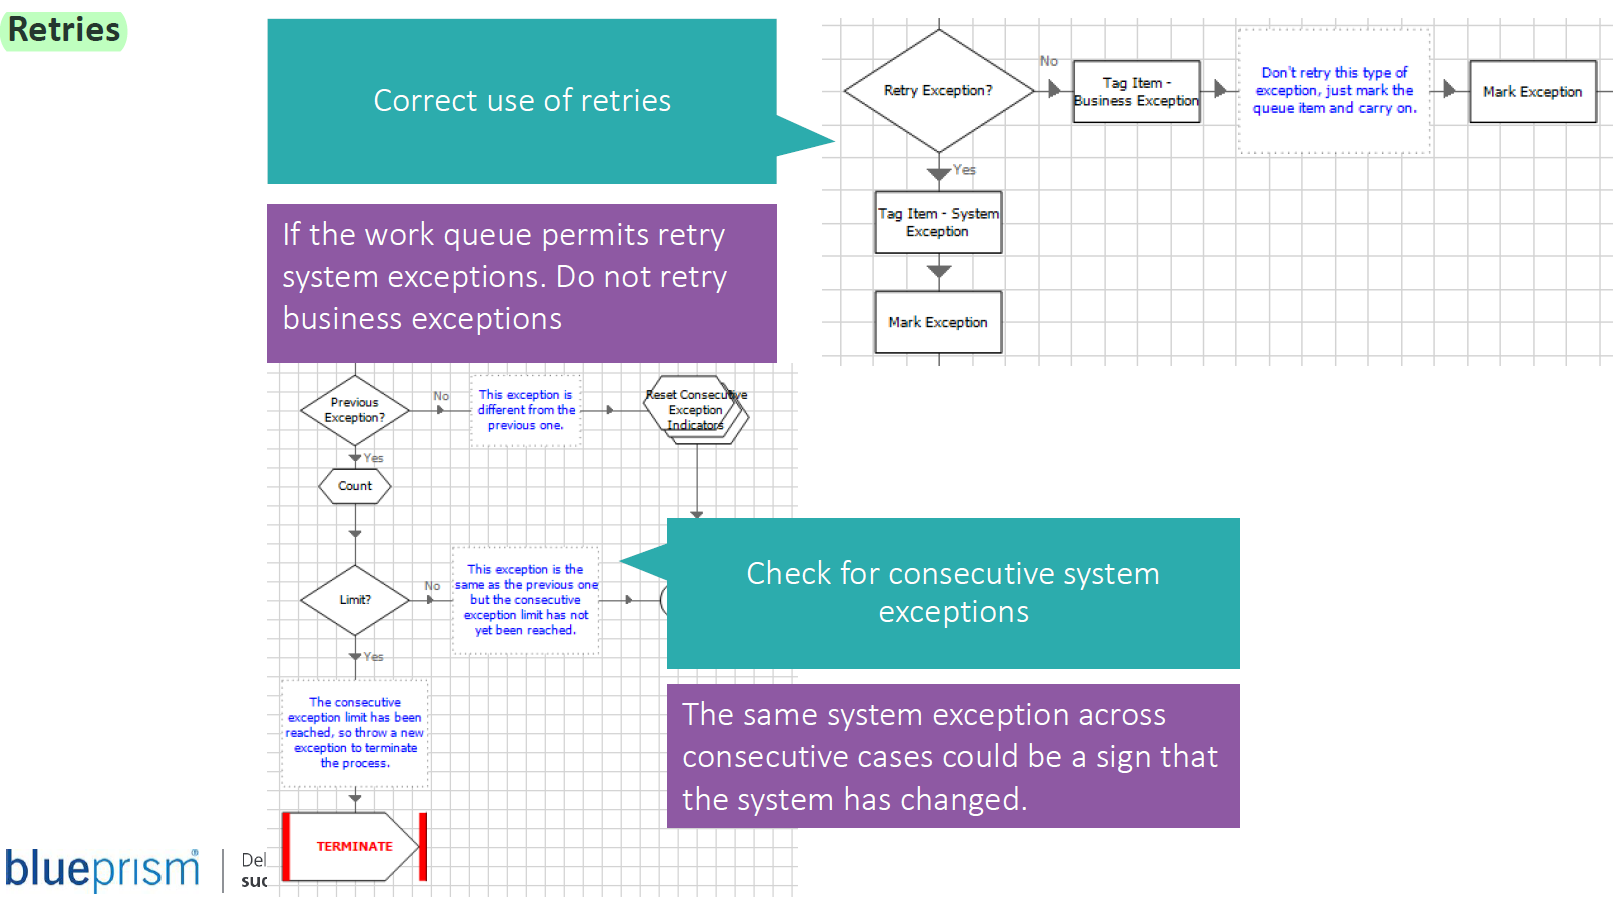 Retries
Correct use of retries
If the work queue permits retry
system exceptions. Do not retry
business exceptions
Retry Exception?
No
Tag Item -
Business Exception
Don't retry this type of
exception, just mark the
queue item and carry on.
Mark Exception
Yes
Tag Item - System
Exception
Mark Exception
Previous
Exception?
No
This exception is
different from the
previous one.
Reset Consecutive
Exception
Indicators
Yes
Count
Limit?
No
This exception is the
same as the previous one
but the consecutive
exception limit has not
yet been reached.
Yes
The consecutive
exception limit has been
reached, so throw a new
exception to terminate
the process.
TERMINATE
Check for consecutive system
exceptions
The same system exception across
consecutive cases could be a sign that
the system has changed.
blueprism®
Del
suc